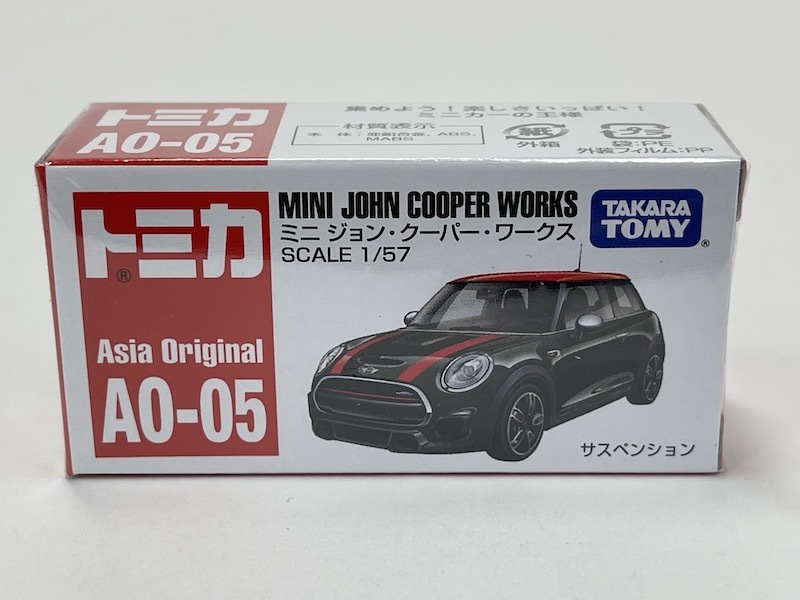 トミカ
AO-05
集めよう！楽しさいっぱい！
ミニカーの王様
材質表示
本 体：亜鉛合金、ABS、
MABS
紙
外箱
プラ
袋：PE
外装フィルム：PP
トミカ®
Asia Original
AO-05
MINI JOHN COOPER WORKS
ミニ ジョン・クーパー・ワークス
SCALE 1/57
TAKARA
TOMY®
サスペンション